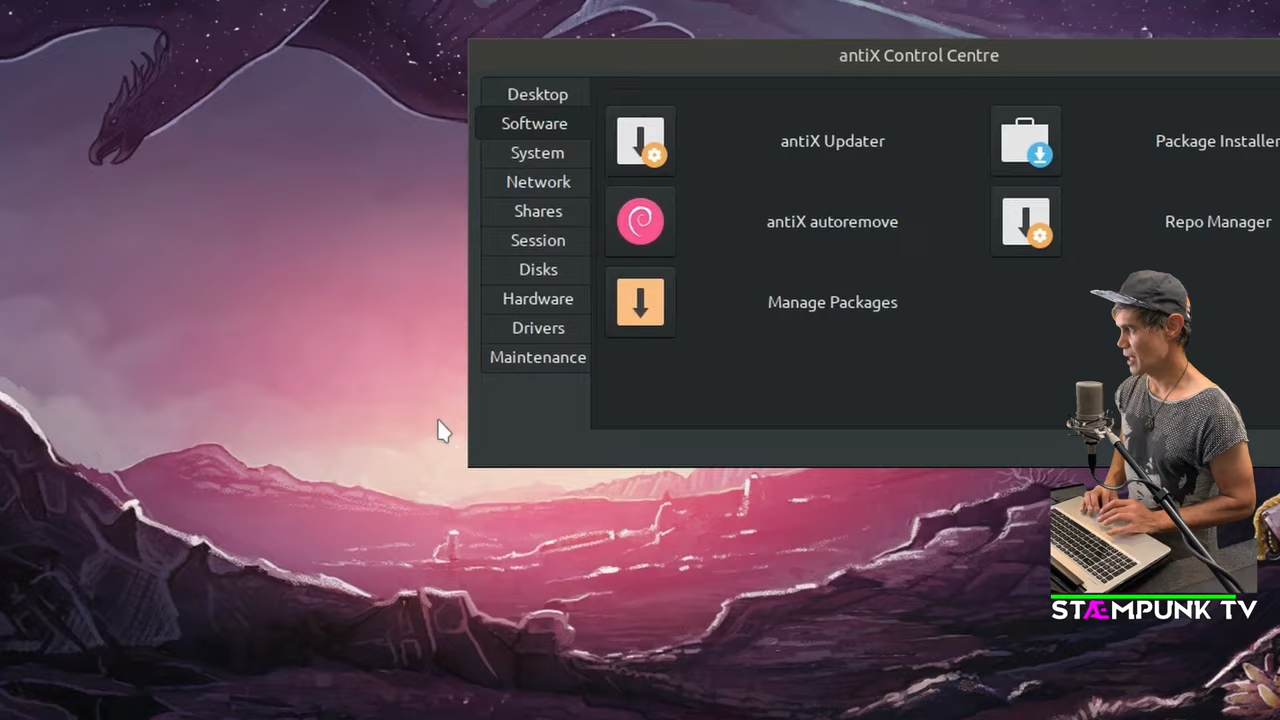 antiX Control Centre
Desktop
Software
System
Network
Shares
Session
Disks
Hardware
Drivers
Maintenance
antiX Updater
Package Installer
antiX autoremove
Repo Manager
Manage Packages
STÆMPUNK TV